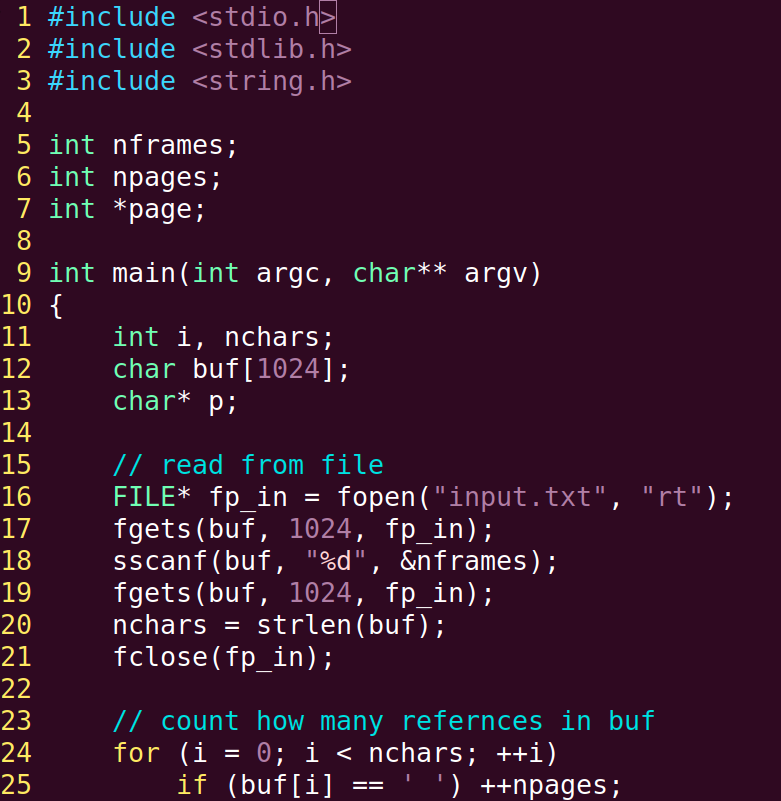 1 #include <stdio.h>
2 #include <stdlib.h>
3 #include <string.h>
4
5 int nframes;
6 int npages;
7 int *page;
8
9 int main(int argc, char** argv)
10 {
11     int i, nchars;
12     char buf[1024];
13     char* p;
14
15     // read from file
16     FILE* fp_in = fopen("input.txt", "rt");
17     fgets(buf, 1024, fp_in);
18     sscanf(buf, "%d", &nframes);
19     fgets(buf, 1024, fp_in);
20     nchars = strlen(buf);
21     fclose(fp_in);
22
23     // count how many refernces in buf
24     for (i = 0; i < nchars; ++i)
25         if (buf[i] == ' ') ++npages;